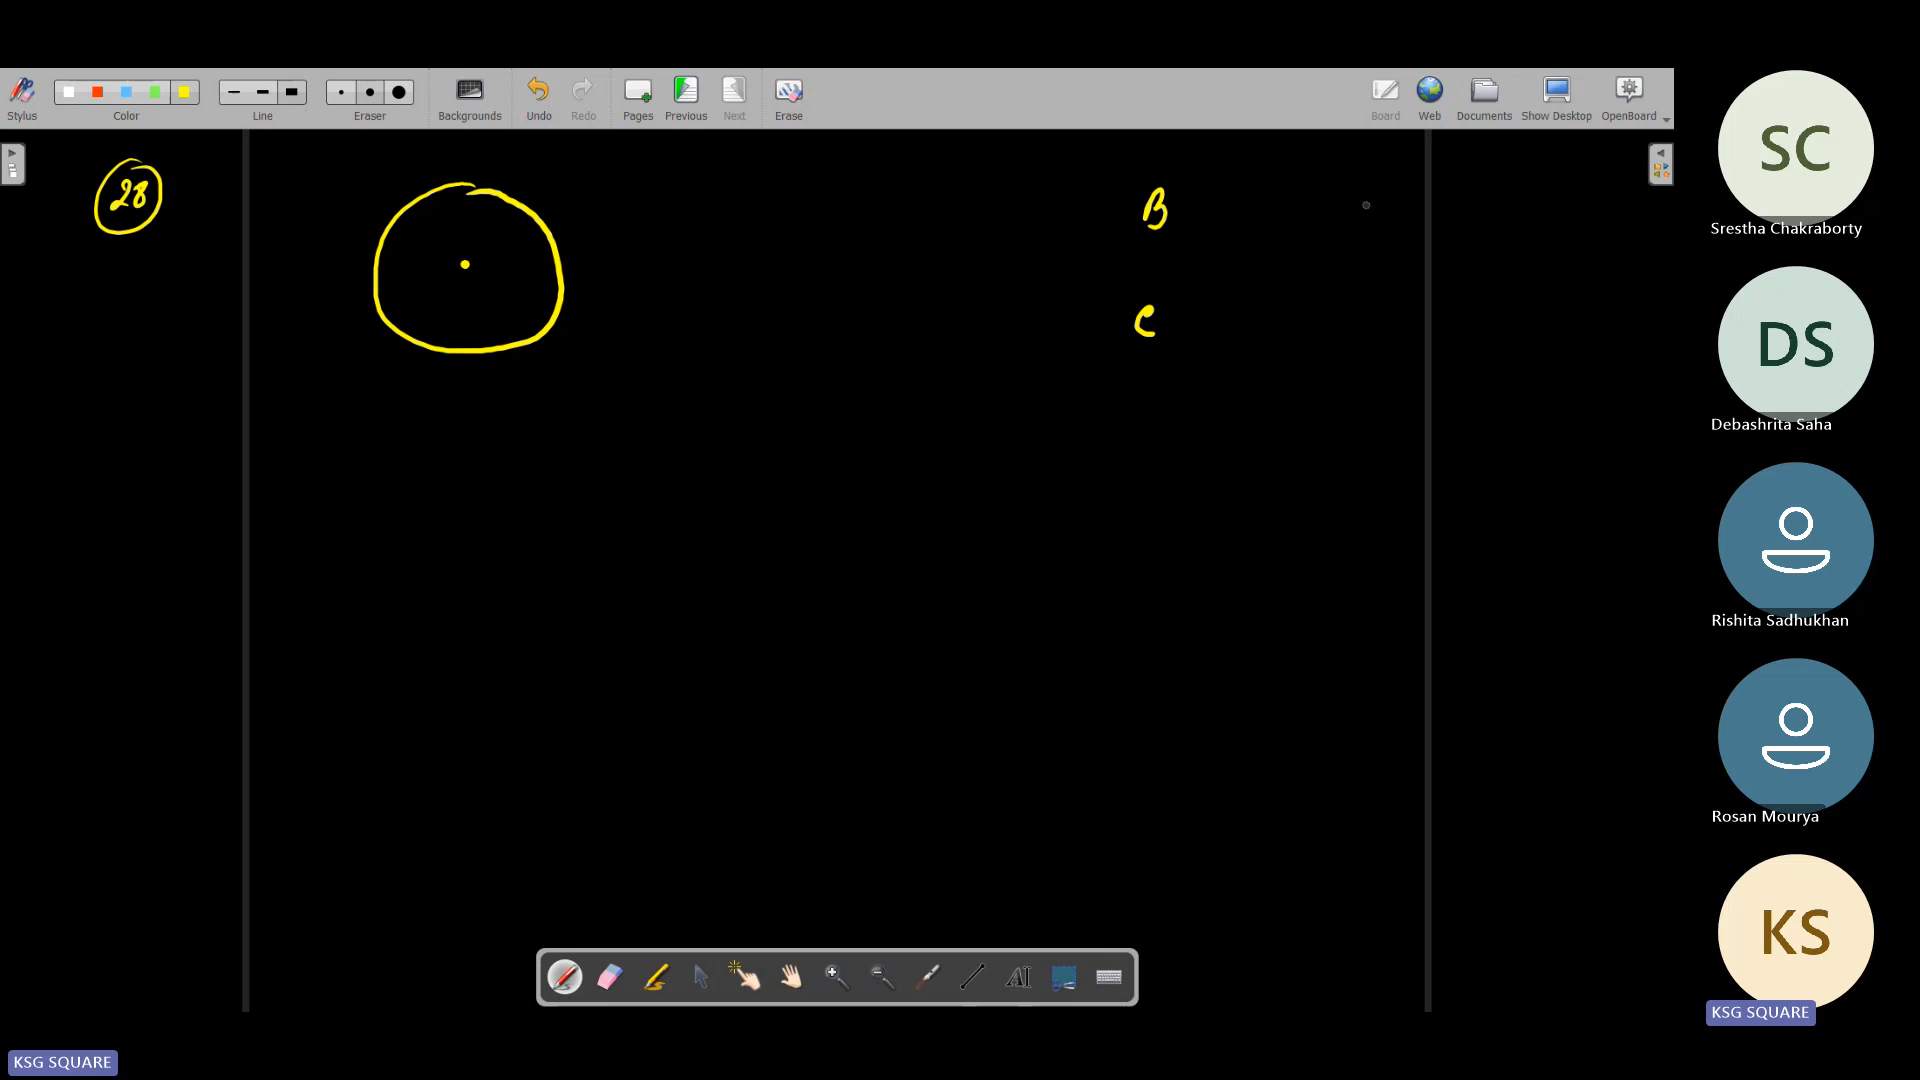 Stylus Color Line Eraser Backgrounds Undo Redo Pages Previous Next Erase Board Web Documents Show Desktop OpenBoard
28
B
C
SC
Srestha Chakraborty
DS
Debashrita Saha
Rishita Sadhukhan
Rosan Mourya
KS
KSG SQUARE
AI
KSG SQUARE